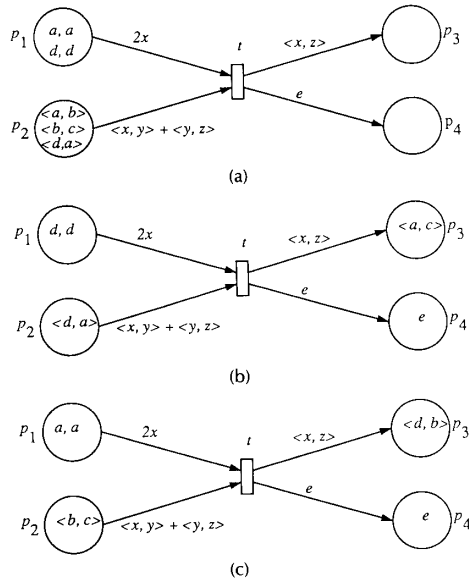 p1 a, a 2x t <x, z> p3
d, d
<a, b> e
p2 <b, c> <x, y> + <y, z> p4
<d,a>
(a)
p1 d, d 2x t <x, z> <a, c> p3
p2 <d, a> <x, y> + <y, z> e e p4
(b)
p1 a, a 2x t <x, z> <d, b> p3
p2 <b, c> <x, y> + <y, z> e e p4
(c)